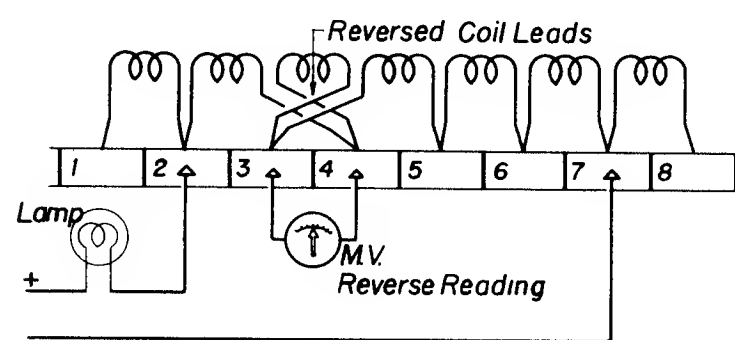 Reversed Coil Leads
1 2 3 4 5 6 7 8
Lamp
+
M.V.
Reverse Reading